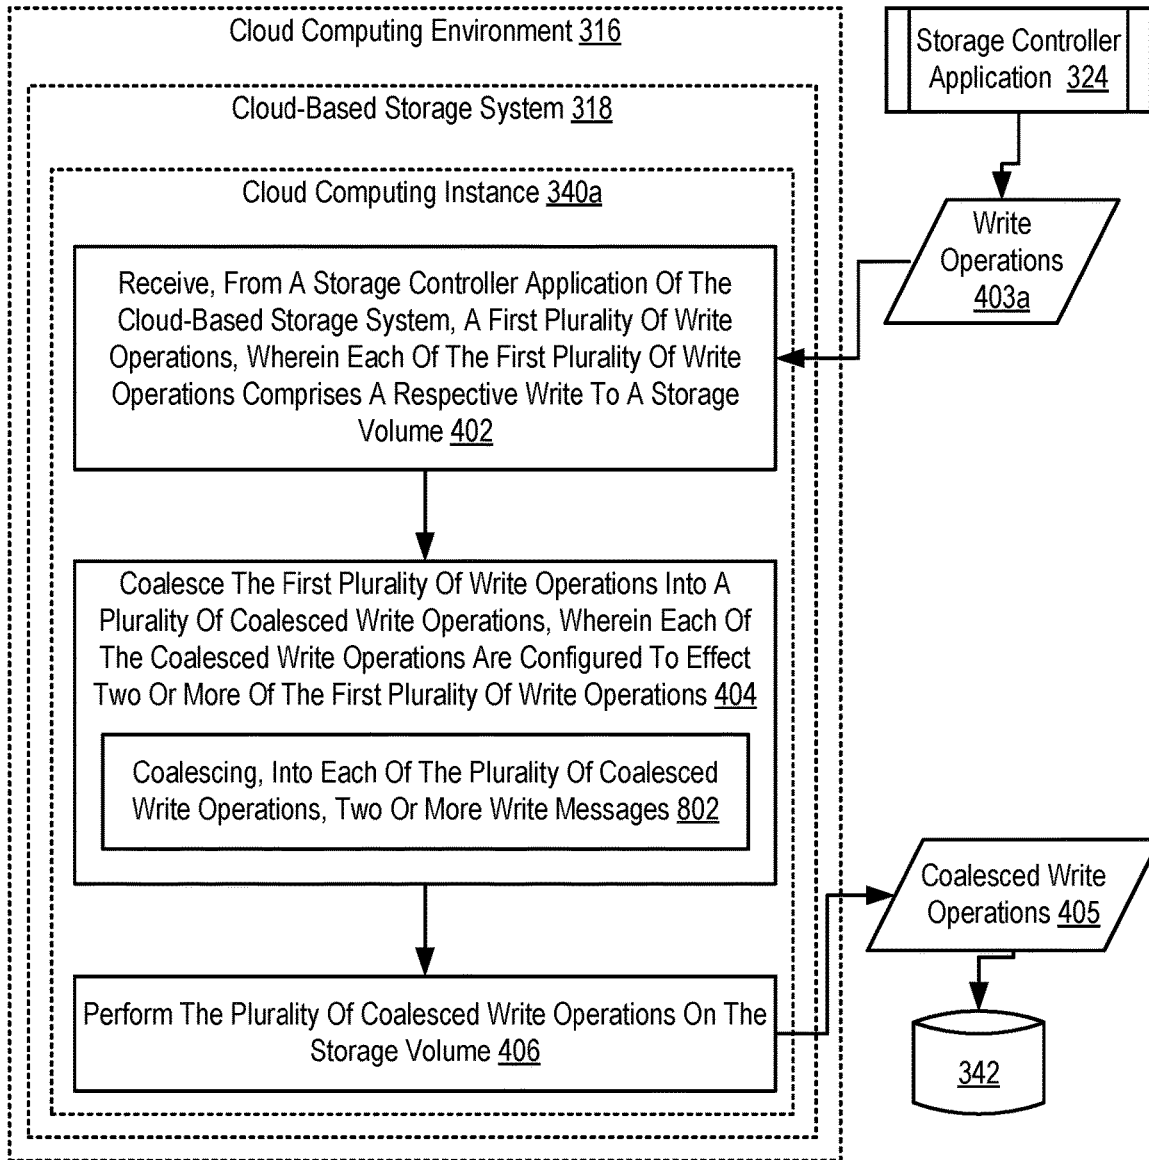 Cloud Computing Environment 316
Storage Controller
Application 324
Cloud-Based Storage System 318
Cloud Computing Instance 340a
Write
Operations
403a
Receive, From A Storage Controller Application Of The
Cloud-Based Storage System, A First Plurality Of Write
Operations, Wherein Each Of The First Plurality Of Write
Operations Comprises A Respective Write To A Storage
Volume 402
Coalesce The First Plurality Of Write Operations Into A
Plurality Of Coalesced Write Operations, Wherein Each Of
The Coalesced Write Operations Are Configured To Effect
Two Or More Of The First Plurality Of Write Operations 404
Coalescing, Into Each Of The Plurality Of Coalesced
Write Operations, Two Or More Write Messages 802
Coalesced Write
Operations 405
Perform The Plurality Of Coalesced Write Operations On The
Storage Volume 406
342